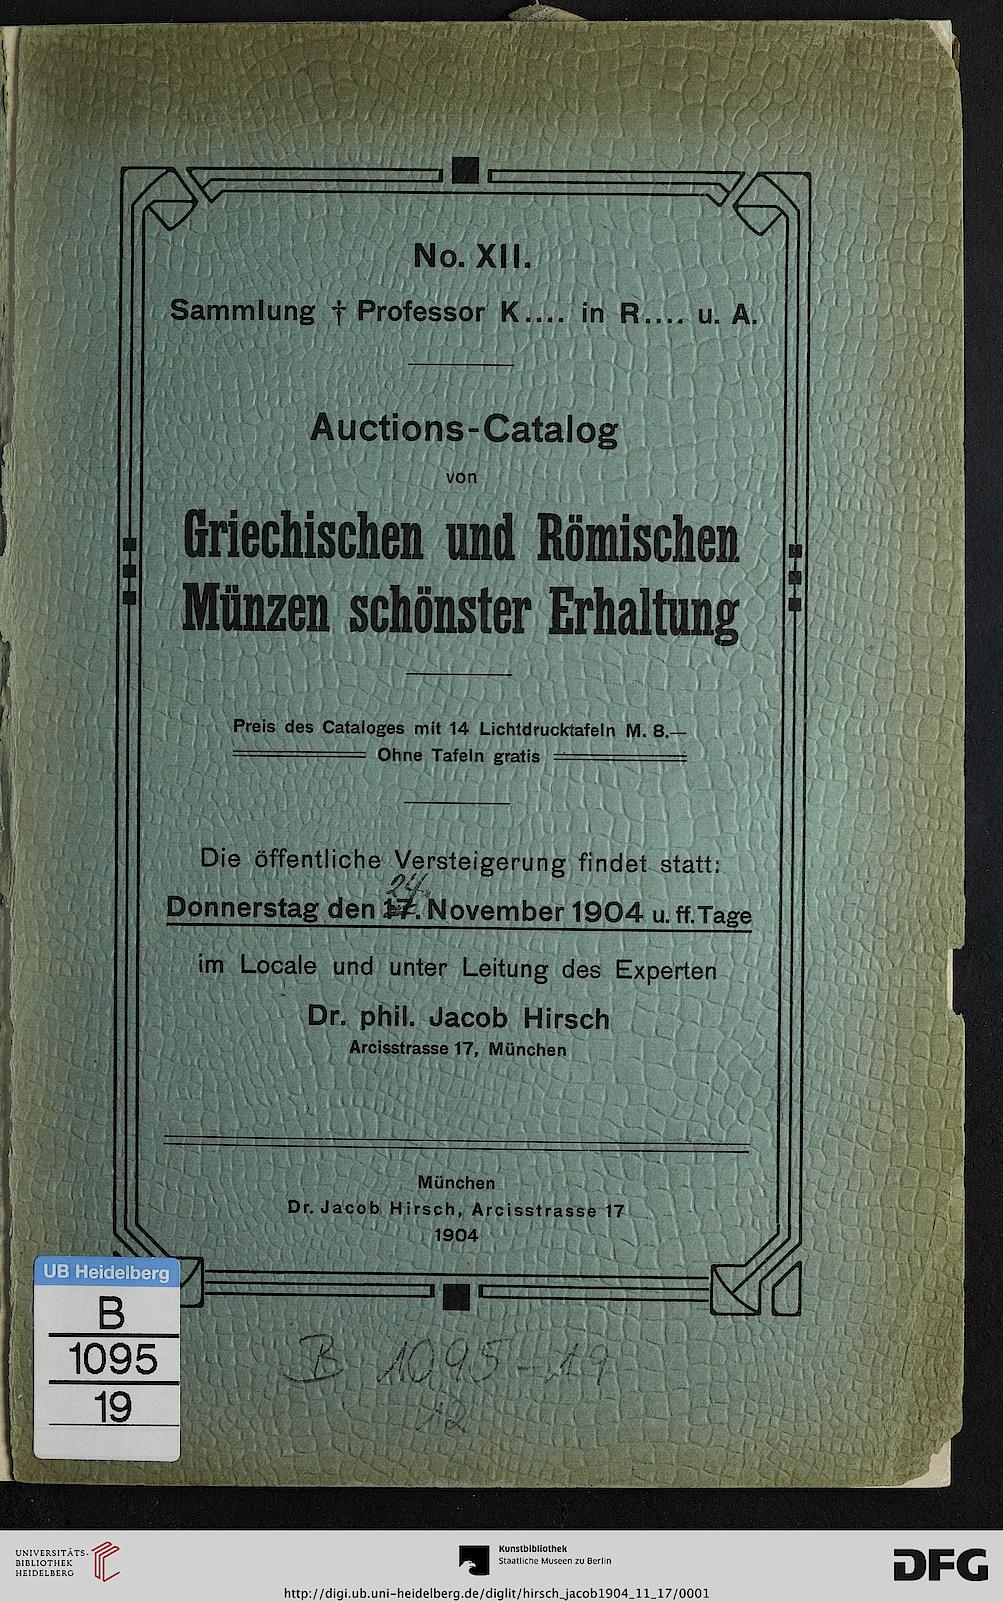 No. XII.
Sammlung † Professor K.... in R.... u. A.
Auctions-Catalog
von
Griechischen und Römischen
Münzen schönster Erhaltung
Preis des Cataloges mit 14 Lichtdrucktafeln M. 8.—
Ohne Tafeln gratis
Die öffentliche Versteigerung findet statt:
24.
Donnerstag den 17. November 1904 u. ff. Tage
im Locale und unter Leitung des Experten
Dr. phil. Jacob Hirsch
Arcisstrasse 17, München
München
Dr. Jacob Hirsch, Arcisstrasse 17
1904
UB Heidelberg
B
1095
19
B 1095-19
12
UNIVERSITÄTS-
BIBLIOTHEK
HEIDELBERG
Kunstbibliothek
Staatliche Museen zu Berlin
DFG
http://digi.ub.uni-heidelberg.de/diglit/hirsch_jacob1904_11_17/0001